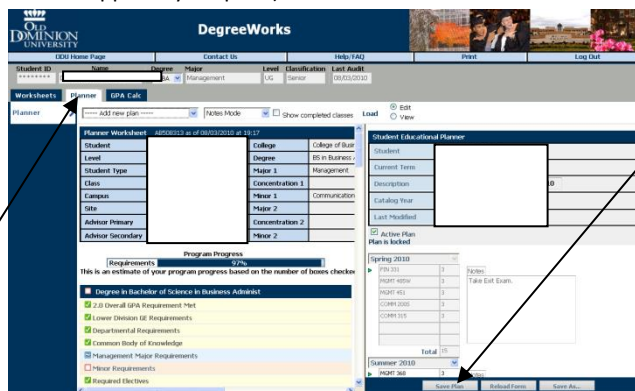 OLD
DOMINION
UNIVERSITY
DegreeWorks
ODU Home Page Contact Us Help/FAQ Print Log Out
Student ID Name Degree Major Level Classification Last Audit
******** BA Management UG Senior 08/03/2010
Worksheets Planner GPA Calc
Planner ----- Add new plan ----- Notes Mode Show completed classes Load Edit
View
Planner Worksheet as of 08/03/2010 at 19:17
Student College College of Busi
Level Degree BS in Business A
Student Type Major 1 Management
Class Concentration 1
Campus Minor 1 Communication
Site Major 2
Advisor Primary Concentration 2
Advisor Secondary Minor 2
Program Progress
Requirements 97%
This is an estimate of your program progress based on the number of boxes checked
Degree in Bachelor of Science in Business Administ
2.0 Overall GPA Requirement Met
Lower Division GE Requirements
Departmental Requirements
Common Body of Knowledge
Management Major Requirements
Minor Requirements
Required Electives
Student Educational Planner
Student
Current Term
Description 10
Catalog Year
Last Modified
Active Plan
Plan is locked
Spring 2010
FIN 331 3 Notes
MGMT 485W 3 Take Exit Exam.
MGMT 451 3
COMM 200S 3
COMM 315 3
Total 15
Summer 2010
MGMT 368 3 Notes
Save Plan Reload Form Save As...